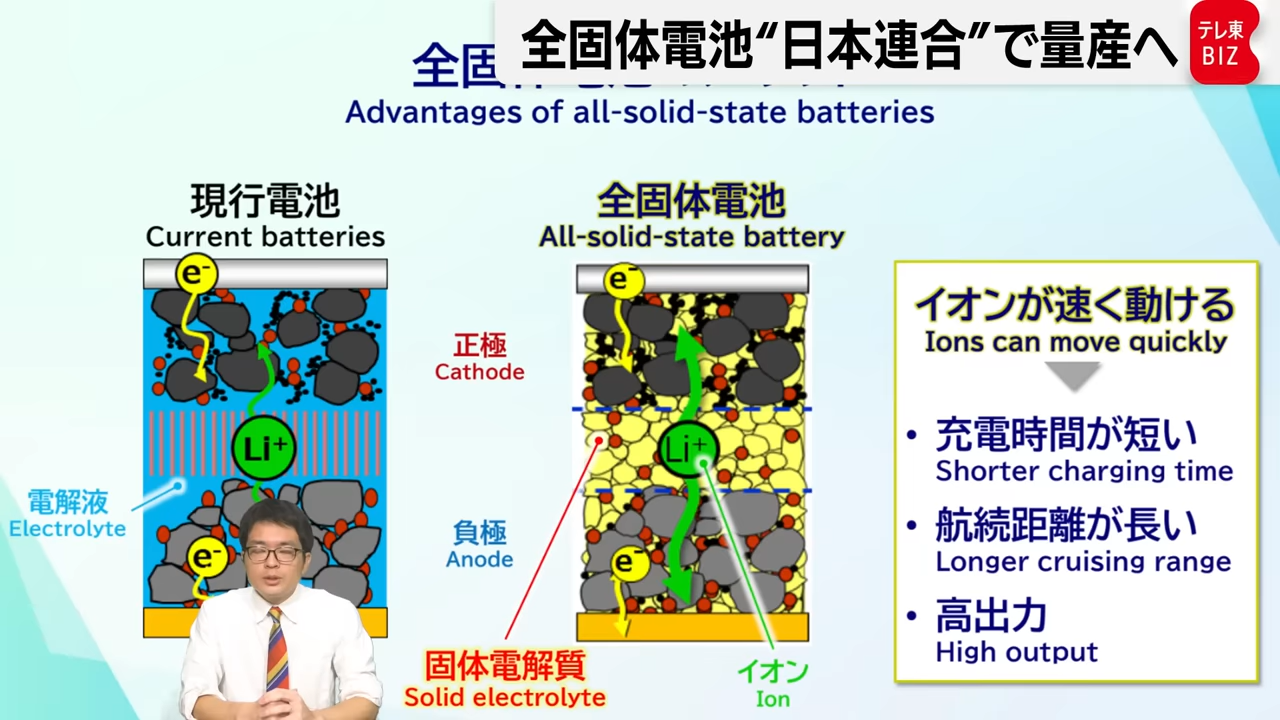 全固体電池“日本連合”で量産へ
テレ東
BIZ
全固
Advantages of all-solid-state batteries
現行電池
Current batteries
全固体電池
All-solid-state battery
e-
e-
正極
Cathode
Li+
Li+
電解液
Electrolyte
負極
Anode
e-
e-
固体電解質
Solid electrolyte
イオン
Ion
イオンが速く動ける
Ions can move quickly
• 充電時間が短い
Shorter charging time
• 航続距離が長い
Longer cruising range
• 高出力
High output